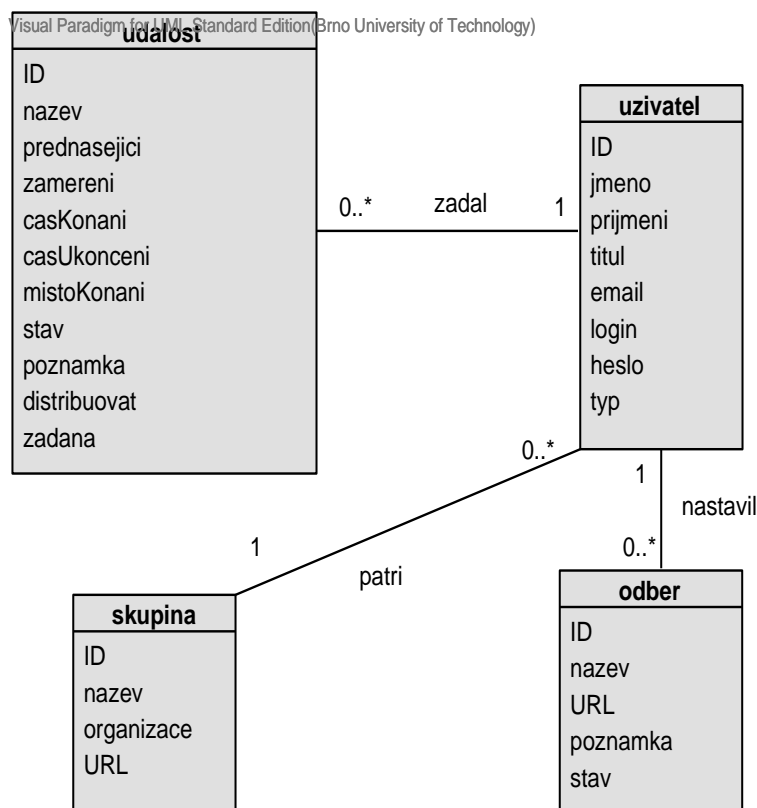 Visual Paradigm for UML Standard Edition(Brno University of Technology)
udalost
ID
nazev
prednasejici
zamereni
casKonani
casUkonceni
mistoKonani
stav
poznamka
distribuovat
zadana
0..*
zadal
1
uzivatel
ID
jmeno
prijmeni
titul
email
login
heslo
typ
0..*
1
nastavil
0..*
1
patri
skupina
ID
nazev
organizace
URL
odber
ID
nazev
URL
poznamka
stav